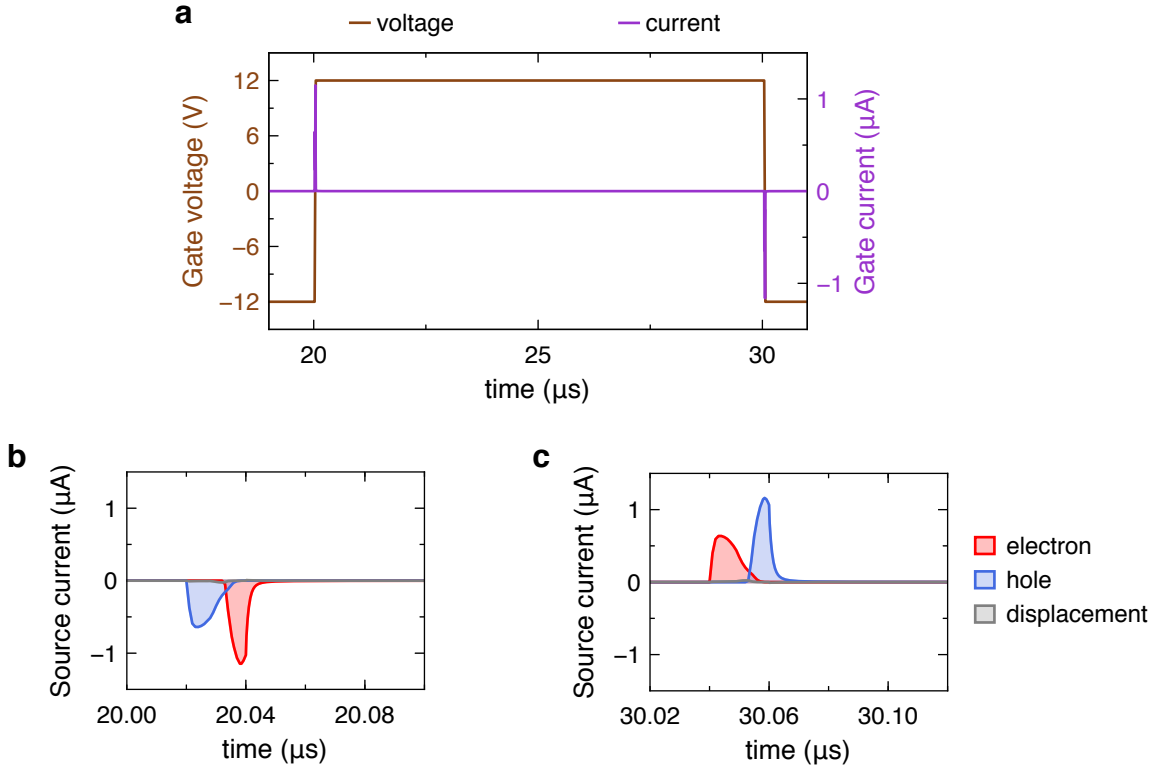 a
voltage
current
Gate voltage (V)
12
6
0
−6
−12
1
0
−1
Gate current (µA)
20
25
30
time (µs)
b
Source current (µA)
1
0
−1
20.00
20.04
20.08
time (µs)
c
Source current (µA)
1
0
−1
30.02
30.06
30.10
time (µs)
electron
hole
displacement